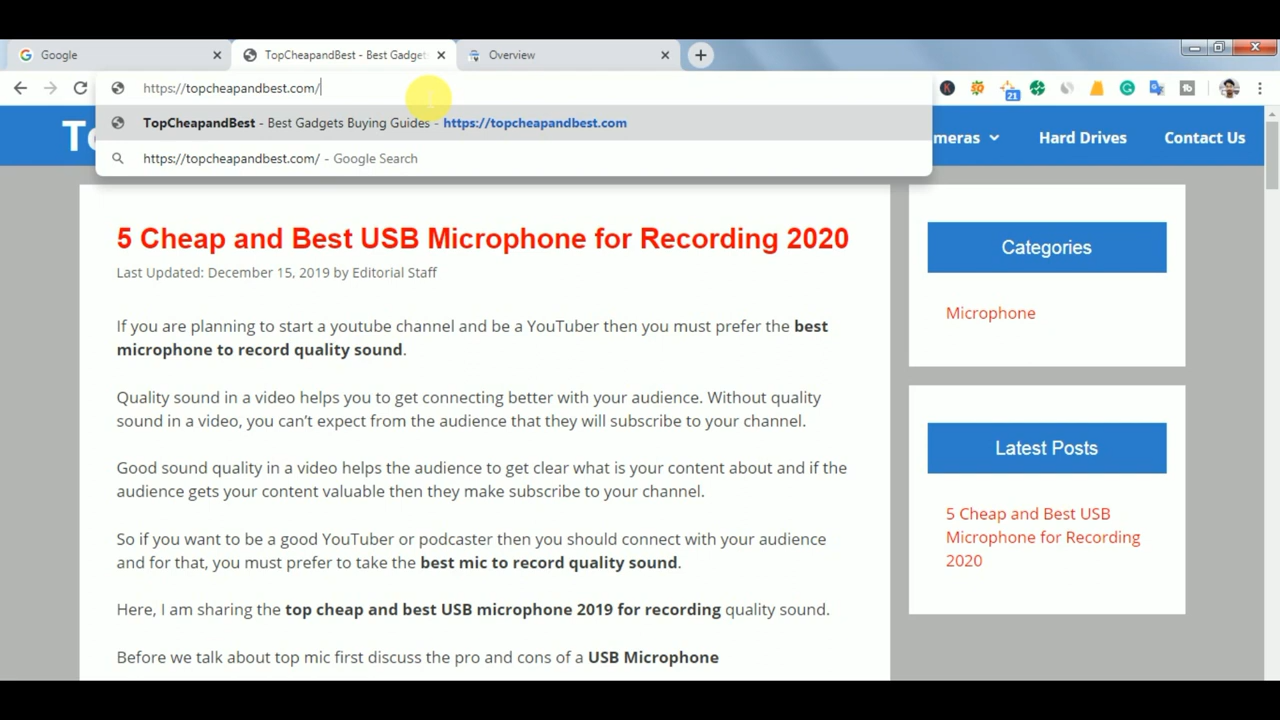 Google
TopCheapandBest - Best Gadget
Overview
https://topcheapandbest.com/
21
TopCheapandBest - Best Gadgets Buying Guides - https://topcheapandbest.com
https://topcheapandbest.com/ - Google Search
meras
Hard Drives
Contact Us
5 Cheap and Best USB Microphone for Recording 2020
Last Updated: December 15, 2019 by Editorial Staff
If you are planning to start a youtube channel and be a YouTuber then you must prefer the best
microphone to record quality sound.
Quality sound in a video helps you to get connecting better with your audience. Without quality
sound in a video, you can't expect from the audience that they will subscribe to your channel.
Good sound quality in a video helps the audience to get clear what is your content about and if the
audience gets your content valuable then they make subscribe to your channel.
So if you want to be a good YouTuber or podcaster then you should connect with your audience
and for that, you must prefer to take the best mic to record quality sound.
Here, I am sharing the top cheap and best USB microphone 2019 for recording quality sound.
Before we talk about top mic first discuss the pro and cons of a USB Microphone
Categories
Microphone
Latest Posts
5 Cheap and Best USB
Microphone for Recording
2020